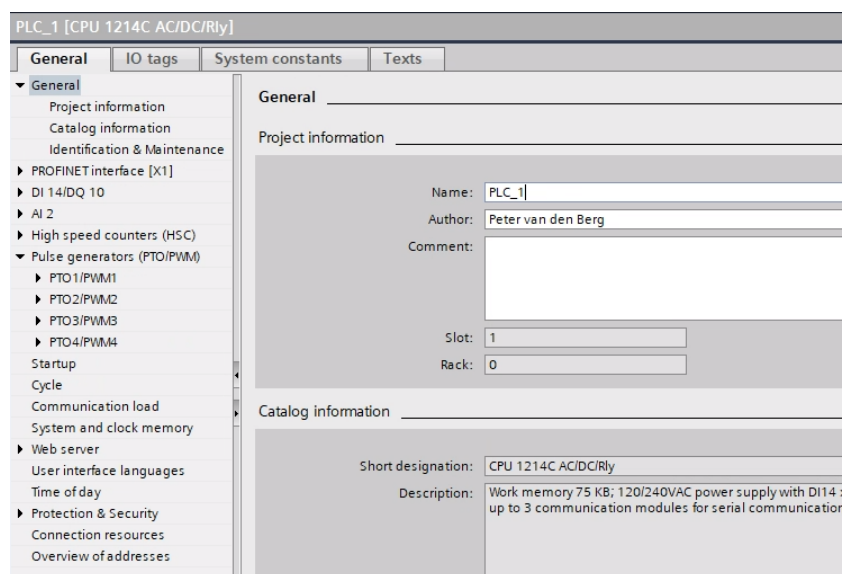 PLC_1 [CPU 1214C AC/DC/Rly]
General
IO tags
System constants
Texts
General
Project information
Catalog information
Identification & Maintenance
PROFINET interface [X1]
DI 14/DQ 10
AI 2
High speed counters (HSC)
Pulse generators (PTO/PWM)
PTO1/PWM1
PTO2/PWM2
PTO3/PWM3
PTO4/PWM4
Startup
Cycle
Communication load
System and clock memory
Web server
User interface languages
Time of day
Protection & Security
Connection resources
Overview of addresses
General
Project information
Name: PLC_1
Author: Peter van den Berg
Comment:
Slot: 1
Rack: 0
Catalog information
Short designation: CPU 1214C AC/DC/Rly
Description: Work memory 75 KB; 120/240VAC power supply with DI14
up to 3 communication modules for serial communication